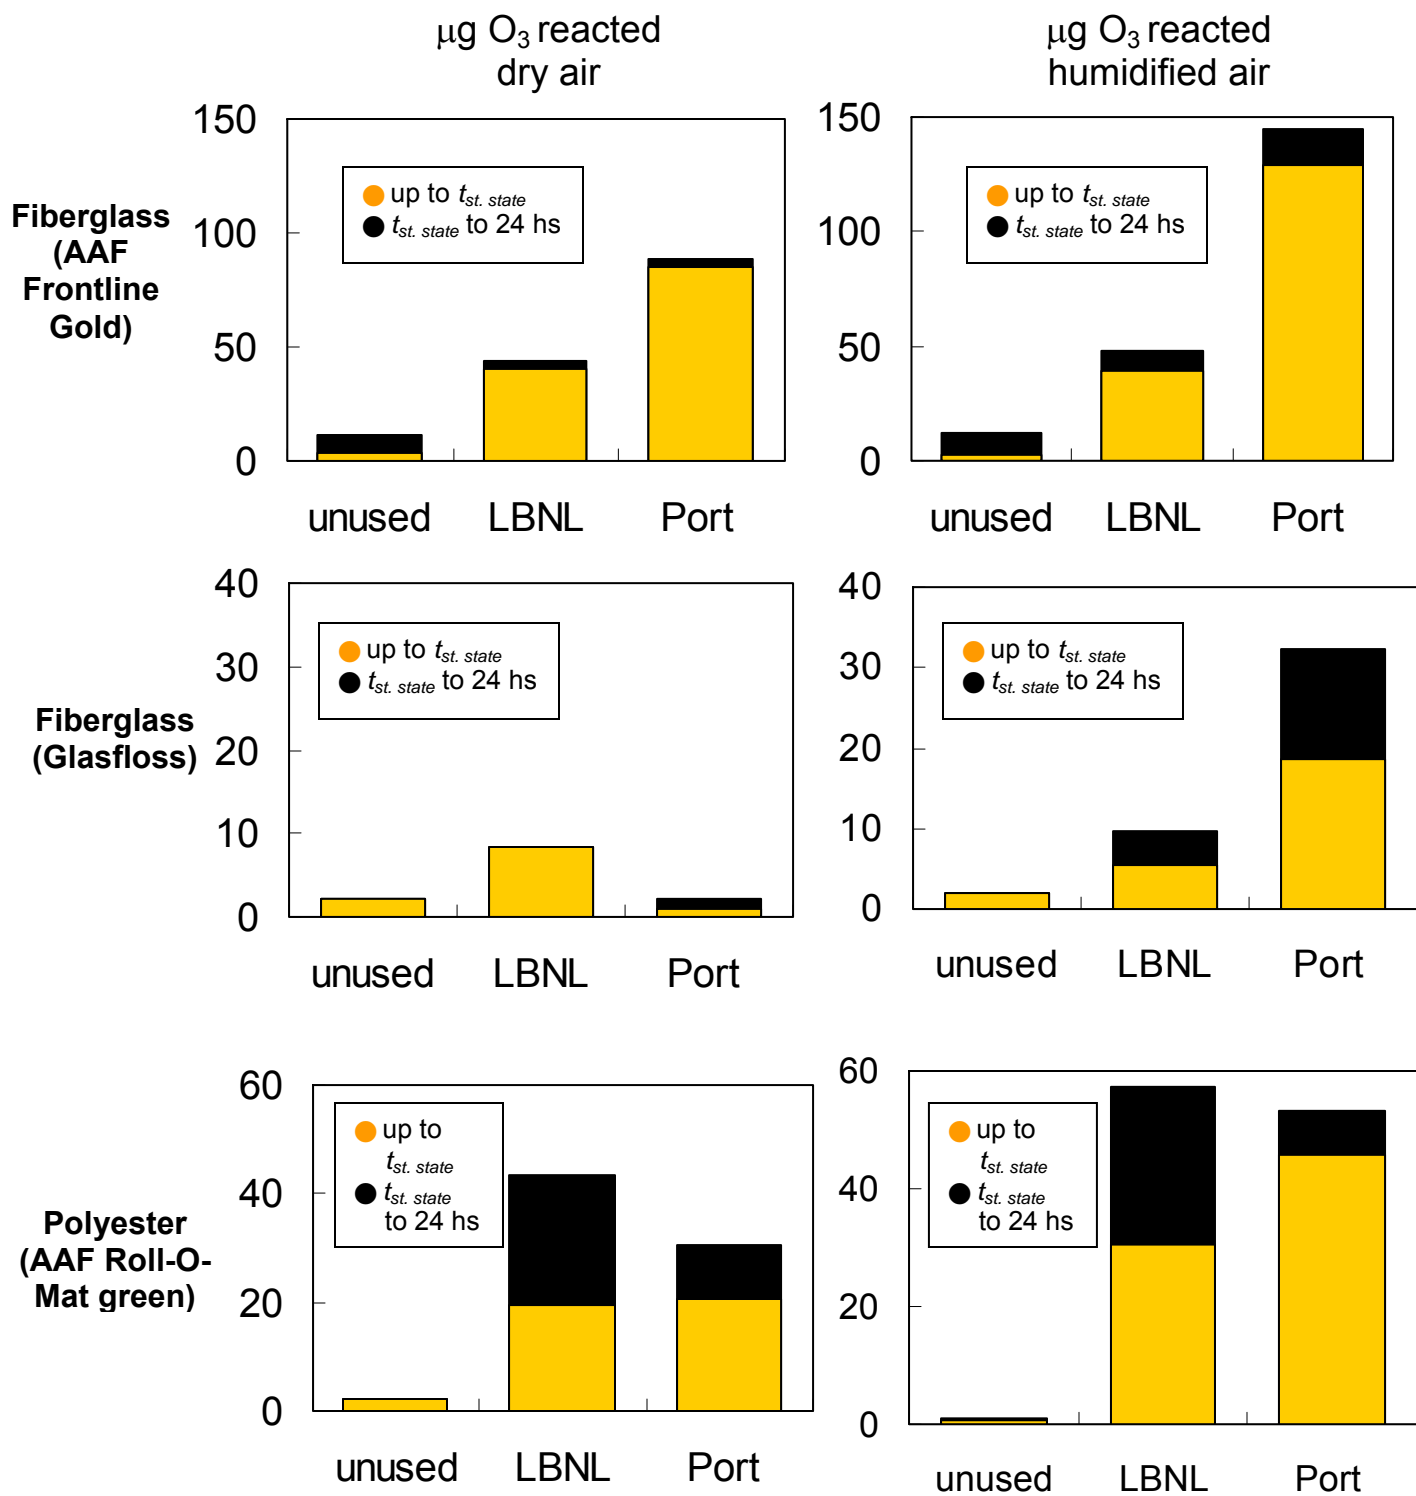 μg O3 reacted
dry air
μg O3 reacted
humidified air
Fiberglass
(AAF
Frontline
Gold)
150
100
50
0
up to tst. state
tst. state to 24 hs
unused LBNL Port
150
100
50
0
up to tst. state
tst. state to 24 hs
unused LBNL Port
Fiberglass
(Glasfloss)
40
30
20
10
0
up to tst. state
tst. state to 24 hs
unused LBNL Port
40
30
20
10
0
up to tst. state
tst. state to 24 hs
unused LBNL Port
Polyester
(AAF Roll-O-
Mat green)
60
40
20
0
up to
tst. state
tst. state
to 24 hs
unused LBNL Port
60
40
20
0
up to
tst. state
tst. state
to 24 hs
unused LBNL Port